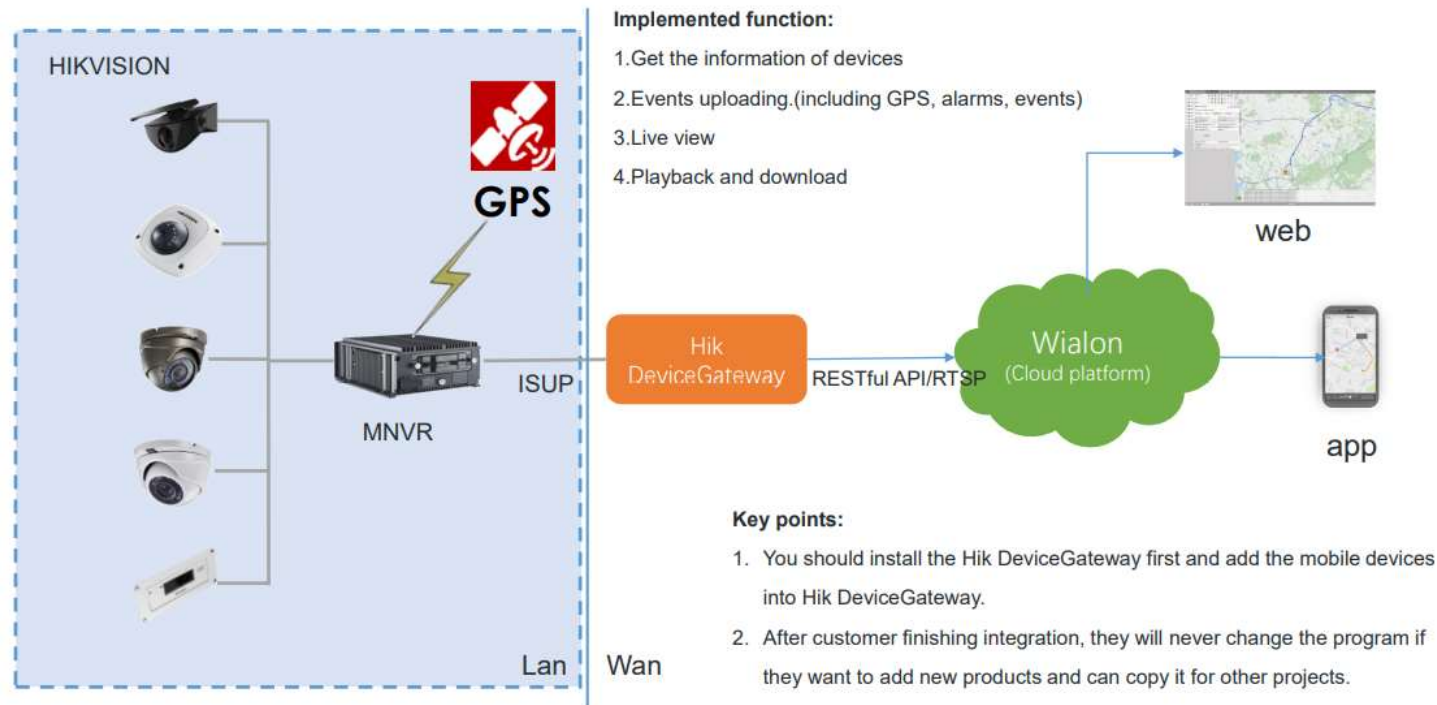 HIKVISION
GPS
MNVR
ISUP
Lan
Wan
Implemented function:
1.Get the information of devices
2.Events uploading.(including GPS, alarms, events)
3.Live view
4.Playback and download
Hik
DeviceGateway
RESTful API/RTSP
Wialon
(Cloud platform)
web
app
Key points:
1. You should install the Hik DeviceGateway first and add the mobile devices
into Hik DeviceGateway.
2. After customer finishing integration, they will never change the program if
they want to add new products and can copy it for other projects.